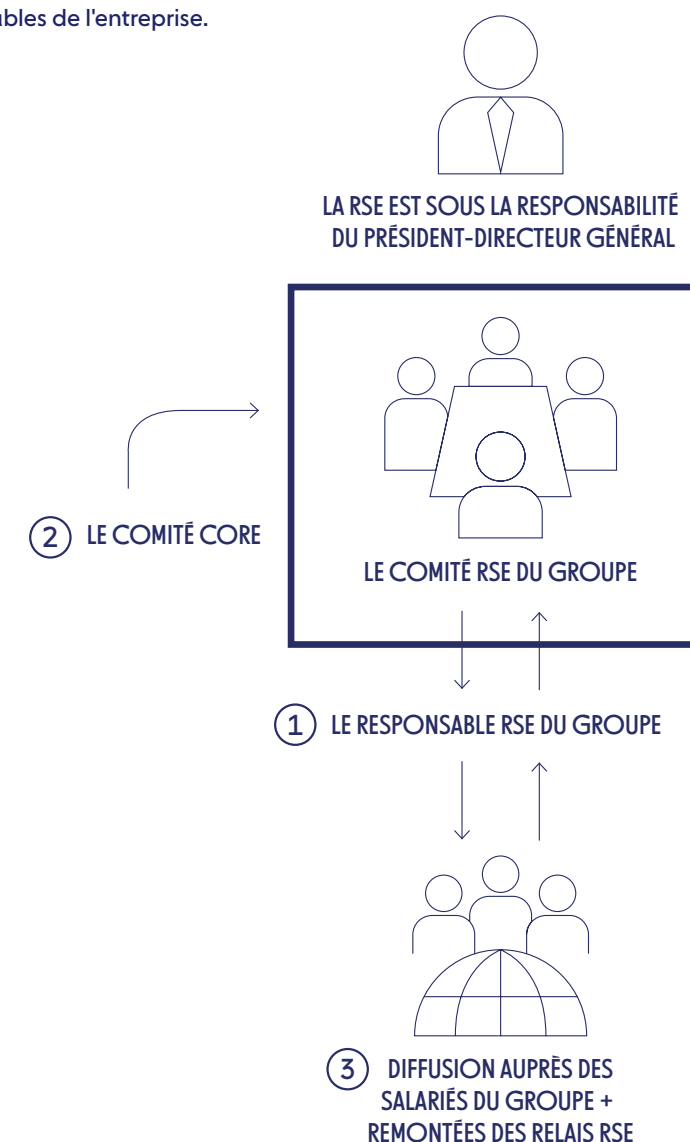 de l'entreprise.
LA RSE EST SOUS LA RESPONSABILITÉ
DU PRÉSIDENT-DIRECTEUR GÉNÉRAL
2 LE COMITÉ CORE
LE COMITÉ RSE DU GROUPE
1 LE RESPONSABLE RSE DU GROUPE
3 DIFFUSION AUPRÈS DES
SALARIÉS DU GROUPE +
REMONTÉES DES RELAIS RSE